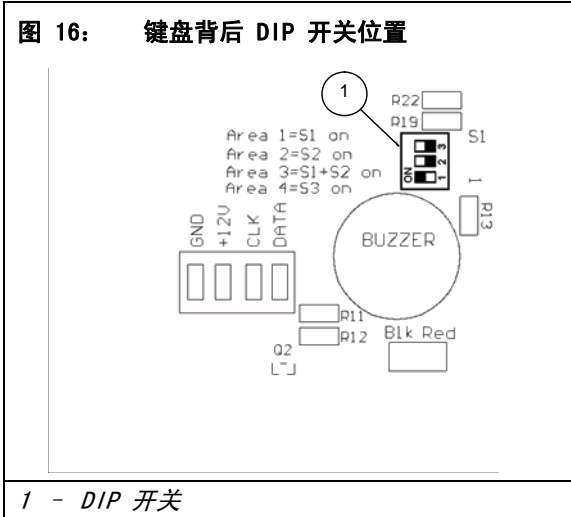 图 16： 键盘背后 DIP 开关位置
1
R22
R19
S1
Area 1=S1 on
Area 2=S2 on
Area 3=S1+S2 on
Area 4=S3 on
ON
1 2 3
1
R13
GND
+12V
CLK
DATA
BUZZER
R11
R12
Blk Red
Q2
1 – DIP 开关